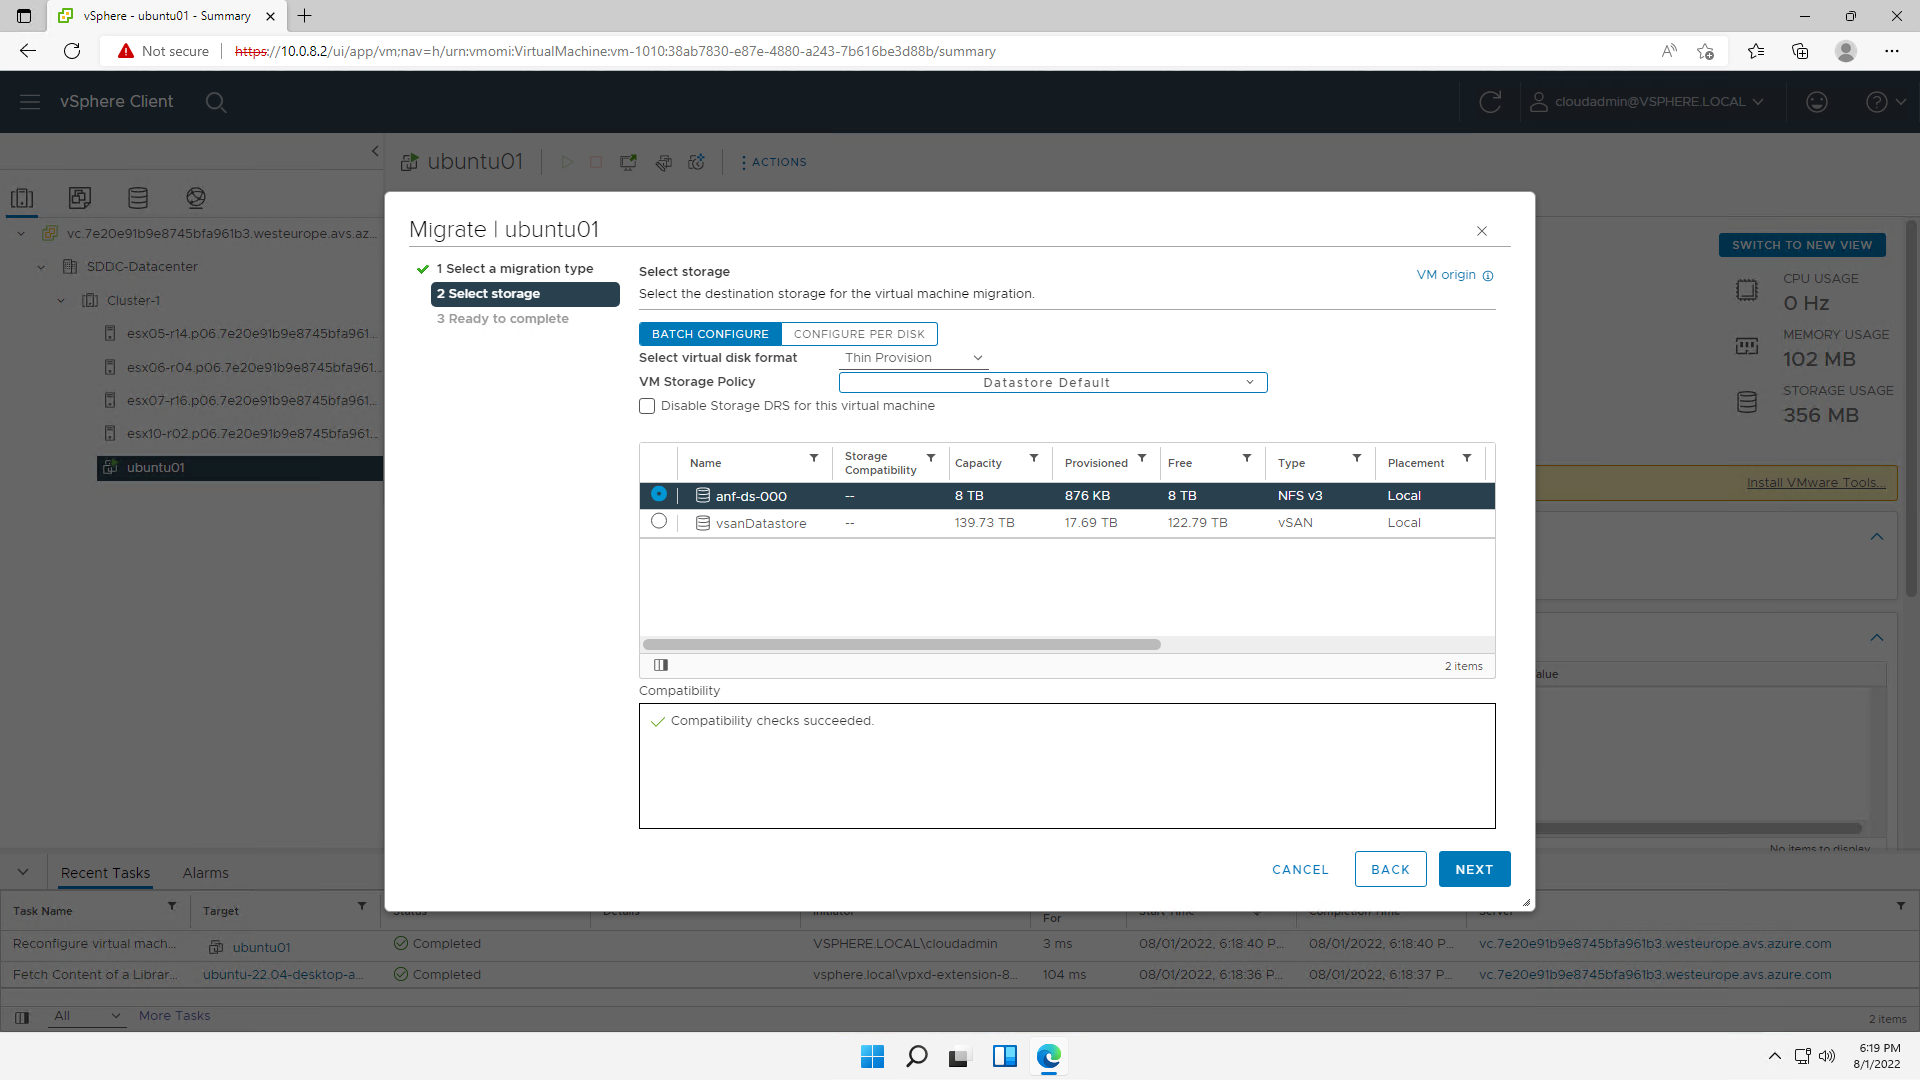 vSphere - ubuntu01 - Summary
Not secure https://10.0.8.2/ui/app/vm;nav=h/urn:vmomi:VirtualMachine:vm-1010:38ab7830-e87e-4880-a243-7b616be3d88b/summary
vSphere Client
cloudadmin@VSPHERE.LOCAL
ubuntu01
ACTIONS
vc.7e20e91b9e8745bfa961b3.westeurope.avs.az...
SDDC-Datacenter
Cluster-1
esx05-r14.p06.7e20e91b9e8745bfa961...
esx06-r04.p06.7e20e91b9e8745bfa961...
esx07-r16.p06.7e20e91b9e8745bfa961...
esx10-r02.p06.7e20e91b9e8745bfa961...
ubuntu01
Migrate | ubuntu01
1 Select a migration type
2 Select storage
3 Ready to complete
Select storage
VM origin
Select the destination storage for the virtual machine migration.
BATCH CONFIGURE CONFIGURE PER DISK
Select virtual disk format Thin Provision
VM Storage Policy Datastore Default
Disable Storage DRS for this virtual machine
Name Storage Compatibility Capacity Provisioned Free Type Placement
anf-ds-000 -- 8 TB 876 KB 8 TB NFS v3 Local
vsanDatastore -- 139.73 TB 17.69 TB 122.79 TB vSAN Local
2 items
Compatibility
Compatibility checks succeeded.
CANCEL BACK NEXT
SWITCH TO NEW VIEW
CPU USAGE
0 Hz
MEMORY USAGE
102 MB
STORAGE USAGE
356 MB
Install VMware Tools...
alue
No items to display
Recent Tasks Alarms
Task Name Target Status Details Initiator For Start Time Completion Time Server
Reconfigure virtual mach... ubuntu01 Completed VSPHERE.LOCAL\cloudadmin 3 ms 08/01/2022, 6:18:40 P... 08/01/2022, 6:18:40 P... vc.7e20e91b9e8745bfa961b3.westeurope.avs.azure.com
Fetch Content of a Librar... ubuntu-22.04-desktop-a... Completed vsphere.local\vpxd-extension-8... 104 ms 08/01/2022, 6:18:36 P... 08/01/2022, 6:18:37 P... vc.7e20e91b9e8745bfa961b3.westeurope.avs.azure.com
All More Tasks
2 items
6:19 PM
8/1/2022